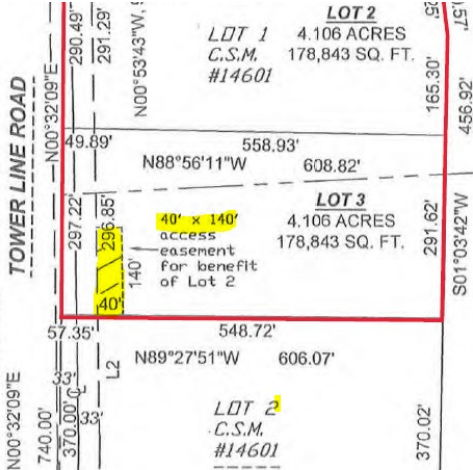 LOT 2
4.106 ACRES
178,843 SQ. FT.
LOT 1
C.S.M.
#14601
290.49'
291.29'
N00°53'43"W,
N00°32'09"E
165.30'
456.92'
TOWER LINE ROAD
49.89'
558.93'
N88°56'11"W 608.82'
297.22'
296.85'
40' x 140'
access
easement
for benefit
of Lot 2
140'
40'
LOT 3
4.106 ACRES
178,843 SQ. FT.
291.62'
S01°03'42"W
57.35'
548.72'
N89°27'51"W 606.07'
33'
L2
33'
N00°32'09"E
740.00'
370.00'
LOT 2
C.S.M.
#14601
370.02'